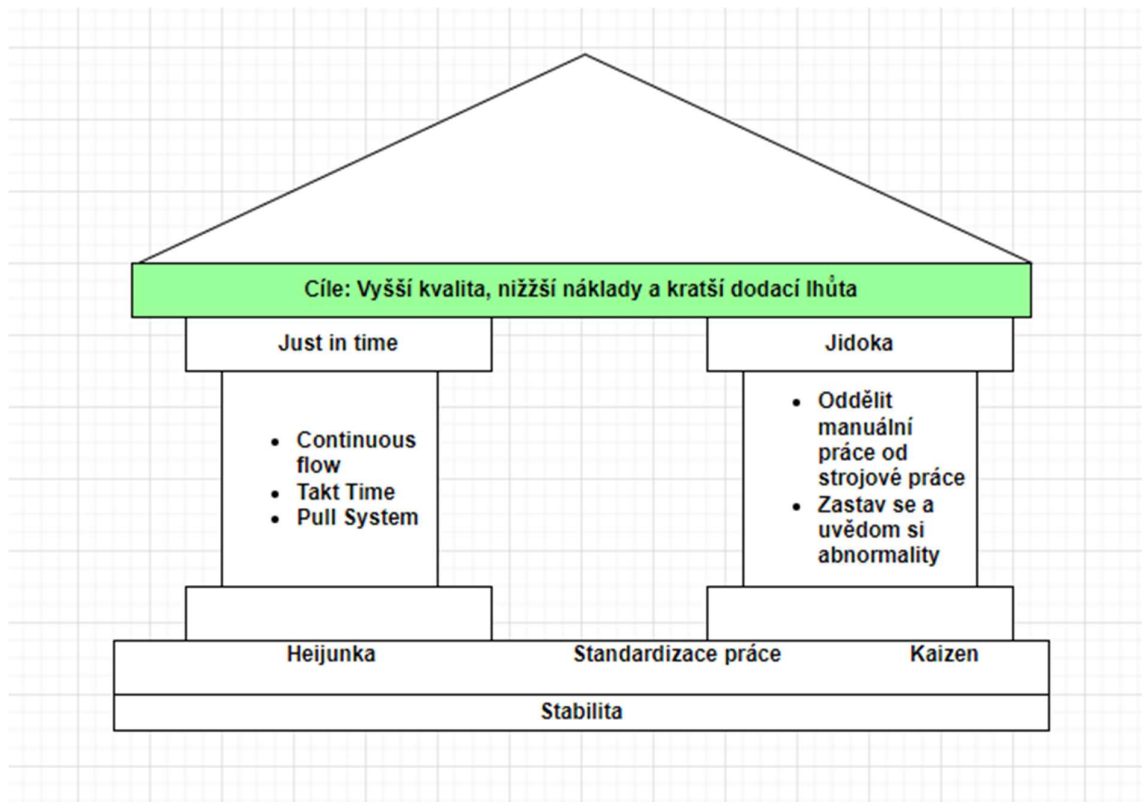 Cíle: Vyšší kvalita, nižžší náklady a kratší dodací lhůta
Just in time
Jidoka
• Continuous
flow
• Takt Time
• Pull System
• Oddělit
manuální
práce od
strojové práce
• Zastav se a
uvědom si
abnormality
Heijunka
Standardizace práce
Kaizen
Stabilita